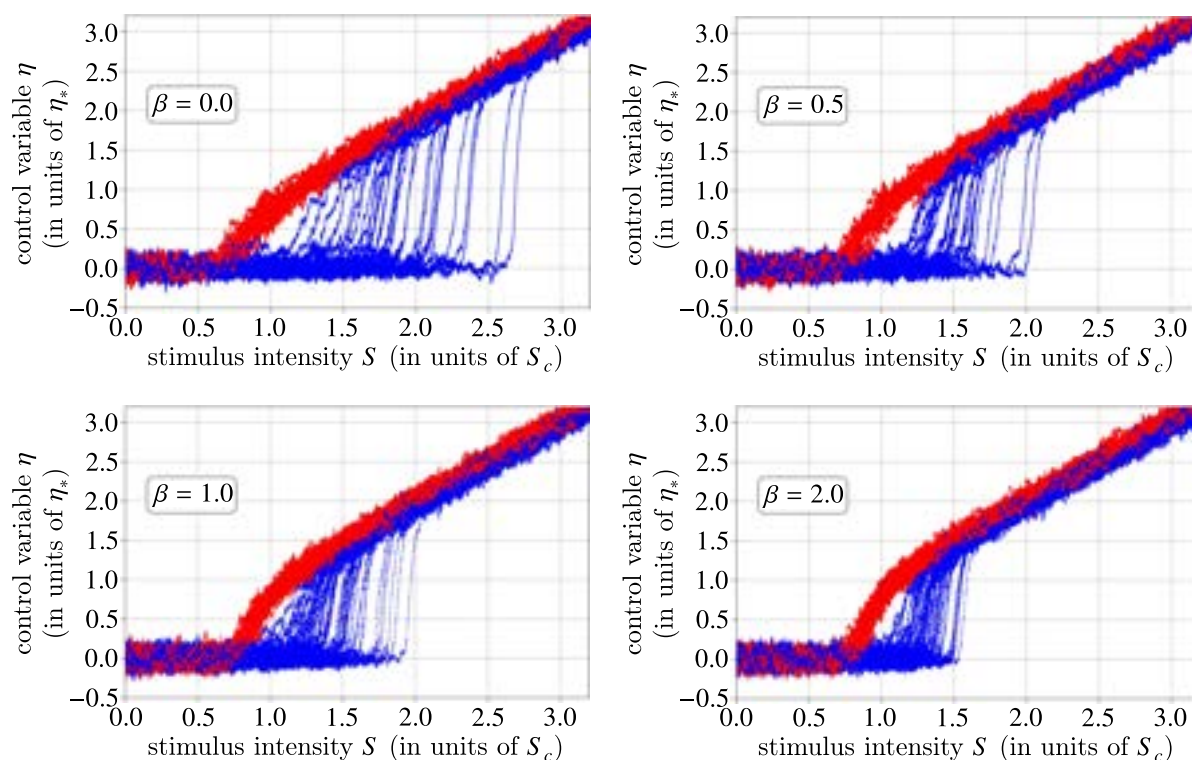 control variable η
(in units of η*)
3.0
2.5
2.0
1.5
1.0
0.5
0.0
−0.5
β = 0.0
0.0 0.5 1.0 1.5 2.0 2.5 3.0
stimulus intensity S (in units of Sc)
control variable η
(in units of η*)
3.0
2.5
2.0
1.5
1.0
0.5
0.0
−0.5
β = 0.5
0.0 0.5 1.0 1.5 2.0 2.5 3.0
stimulus intensity S (in units of Sc)
control variable η
(in units of η*)
3.0
2.5
2.0
1.5
1.0
0.5
0.0
−0.5
β = 1.0
0.0 0.5 1.0 1.5 2.0 2.5 3.0
stimulus intensity S (in units of Sc)
control variable η
(in units of η*)
3.0
2.5
2.0
1.5
1.0
0.5
0.0
−0.5
β = 2.0
0.0 0.5 1.0 1.5 2.0 2.5 3.0
stimulus intensity S (in units of Sc)